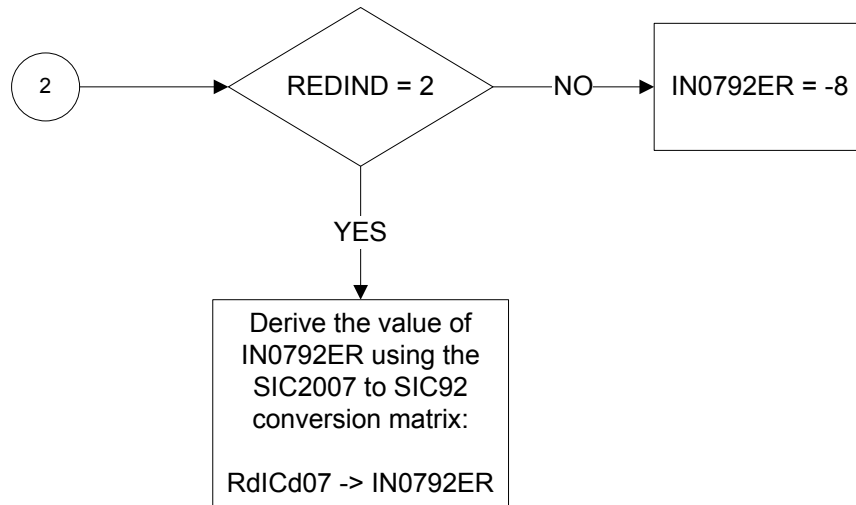 2
REDIND = 2
NO
IN0792ER = -8
YES
Derive the value of
IN0792ER using the
SIC2007 to SIC92
conversion matrix:
RdICd07 -> IN0792ER